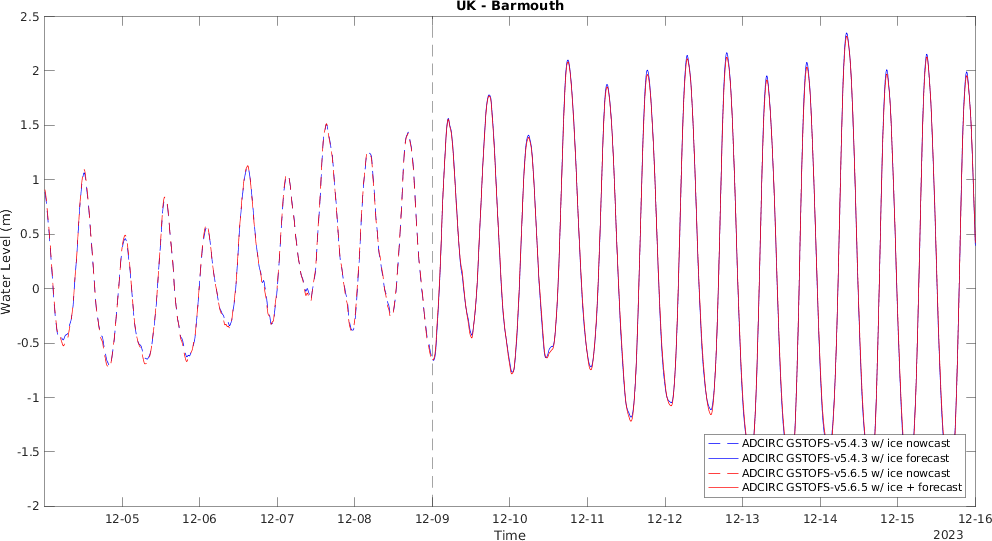 UK - Barmouth
2.5
2
1.5
1
0.5
0
-0.5
-1
-1.5
-2
Water Level (m)
ADCIRC GSTOFS-v5.4.3 w/ ice nowcast
ADCIRC GSTOFS-v5.4.3 w/ ice forecast
ADCIRC GSTOFS-v5.6.5 w/ ice nowcast
ADCIRC GSTOFS-v5.6.5 w/ ice + forecast
12-05 12-06 12-07 12-08 12-09 12-10 12-11 12-12 12-13 12-14 12-15 12-16
Time
2023